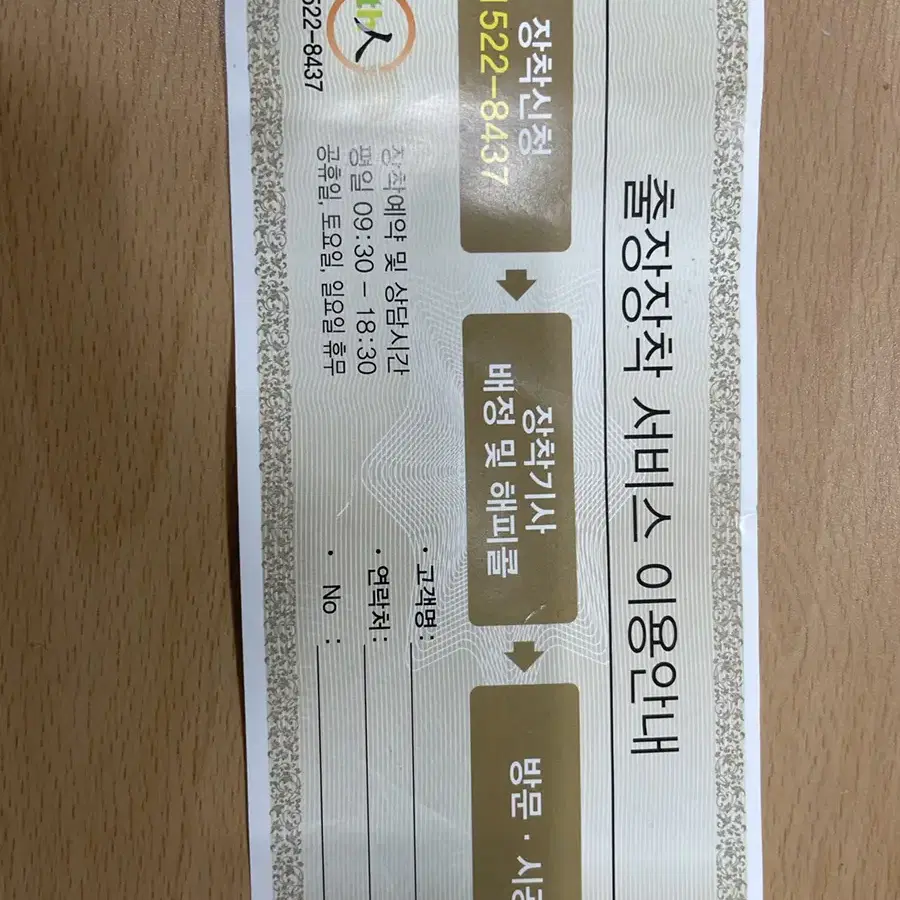 출장장착 서비스 이용안내
장착신청
1522-8437
장착기사
배정 및 해피콜
방문 · 시공
522-8437
장착예약 및 상담시간
평일 09:30 - 18:30
공휴일, 토요일, 일요일 휴무
· 고객명:
· 연락처:
· No :